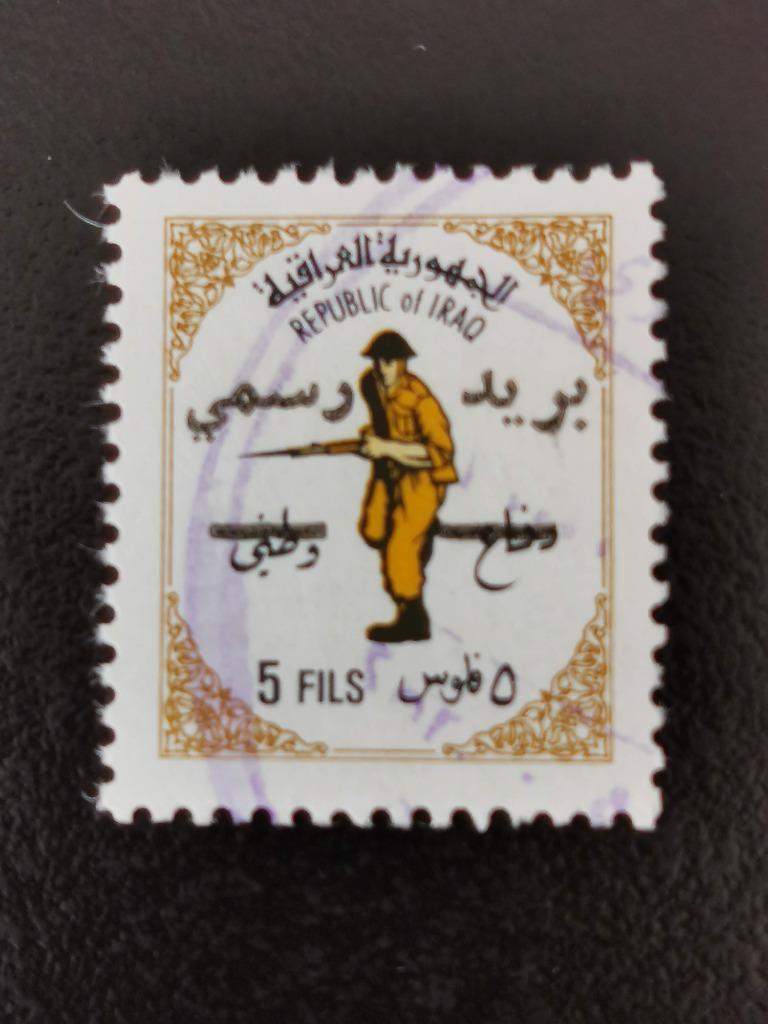 الجمهورية العراقية
REPUBLIC of IRAQ
بريد رسمي
دفاع وطني
5 FILS ٥ فلوس